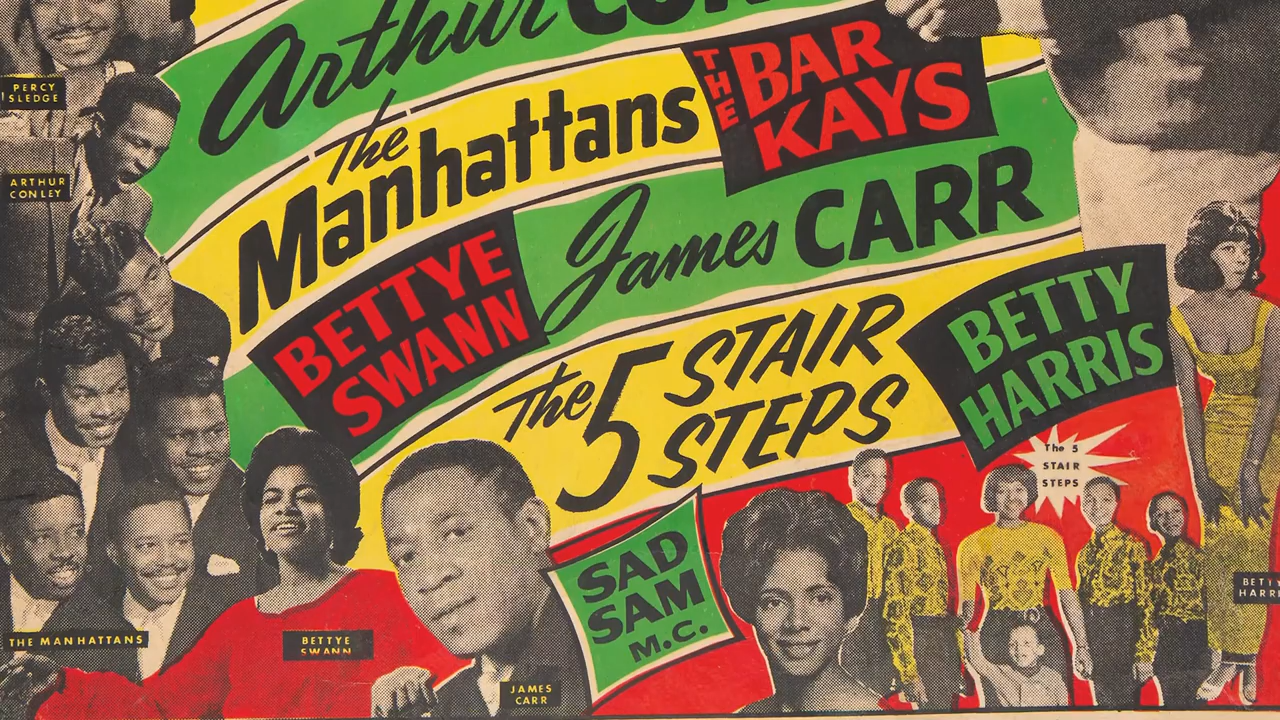 Arthur
The
Manhattans
THE
BAR
KAYS
James CARR
BETTYE
SWANN
The 5 STAIR
STEPS
BETTY
HARRIS
SAD
SAM
M.C.
The 5
STAIR
STEPS
PERCY
SLEDGE
ARTHUR
CONLEY
THE MANHATTANS
BETTYE
SWANN
JAMES
CARR